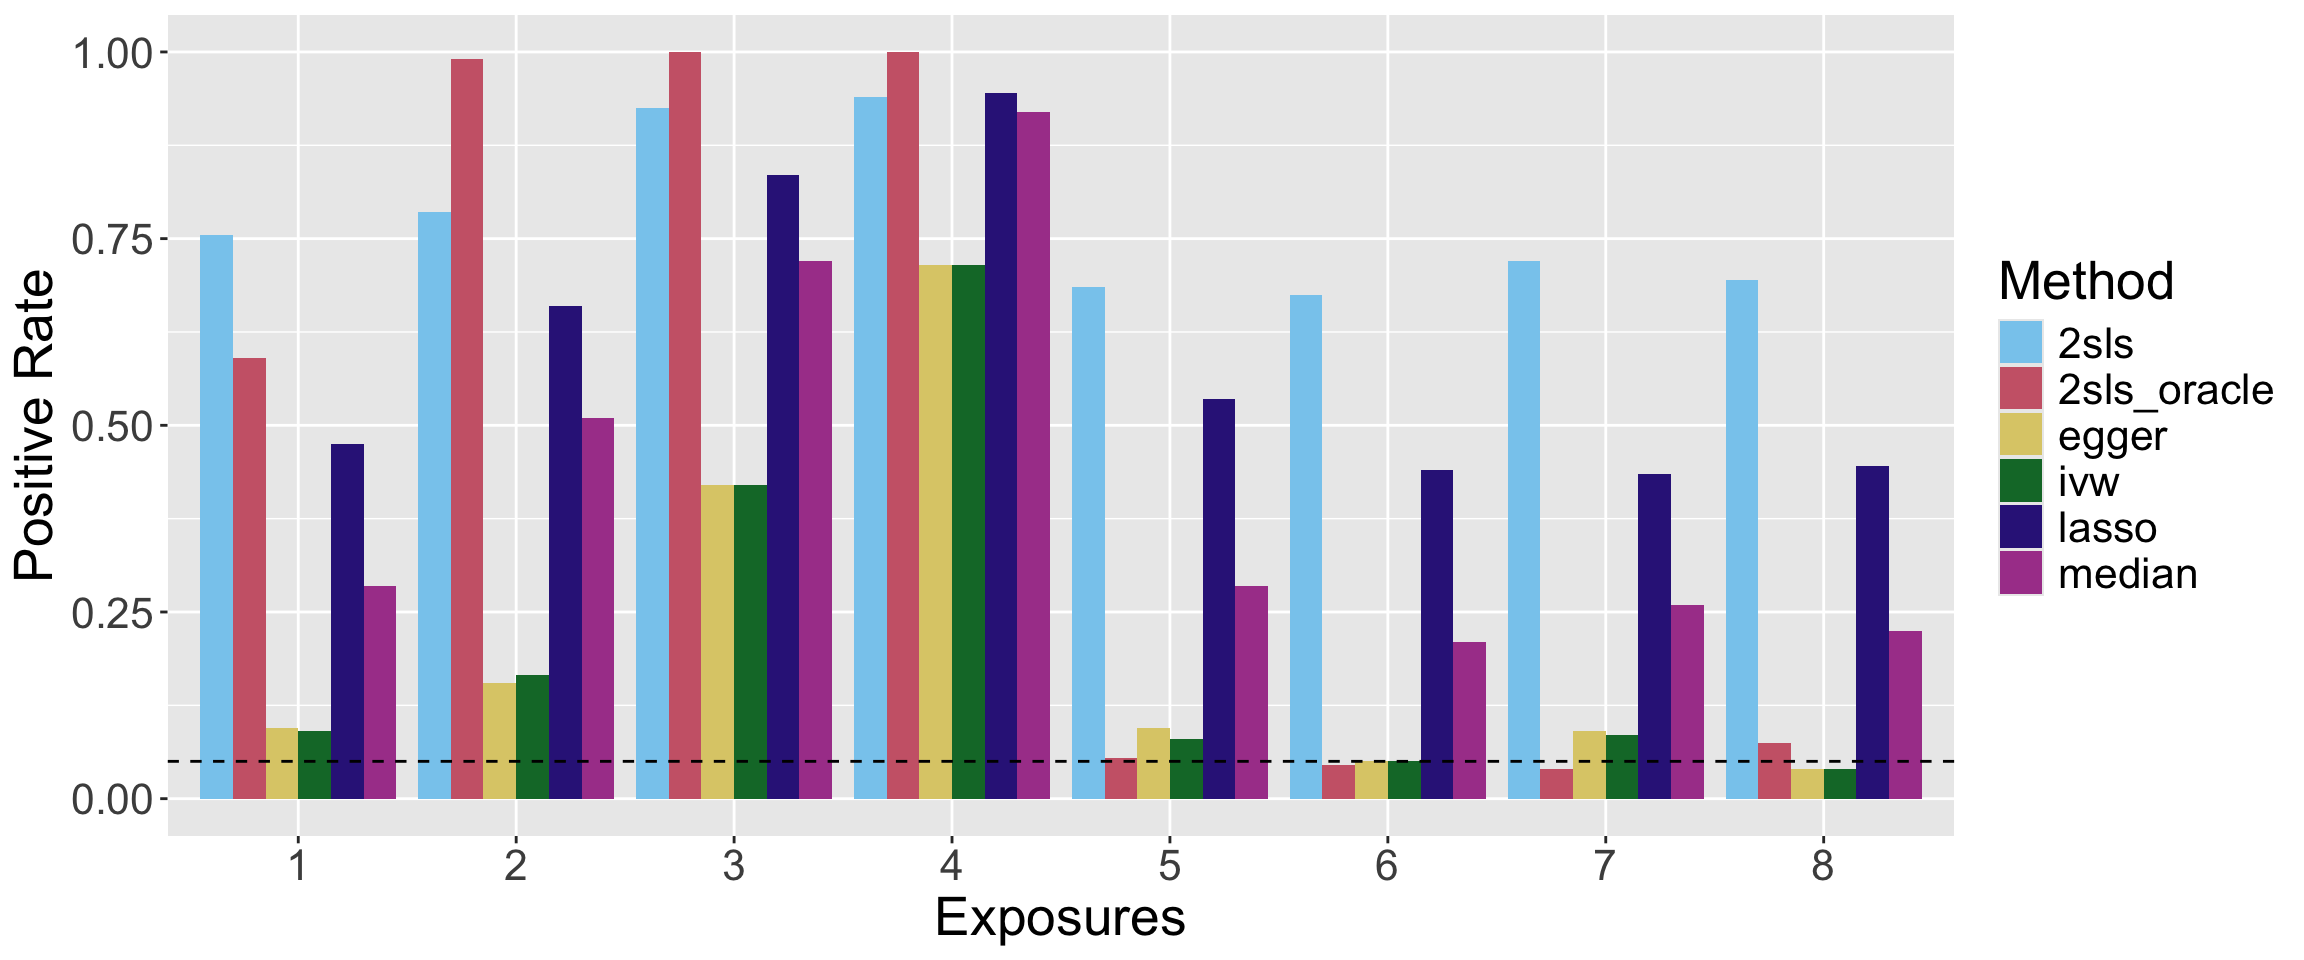 Positive Rate
1.00
0.75
0.50
0.25
0.00
1 2 3 4 5 6 7 8
Exposures
Method
2sls
2sls_oracle
egger
ivw
lasso
median